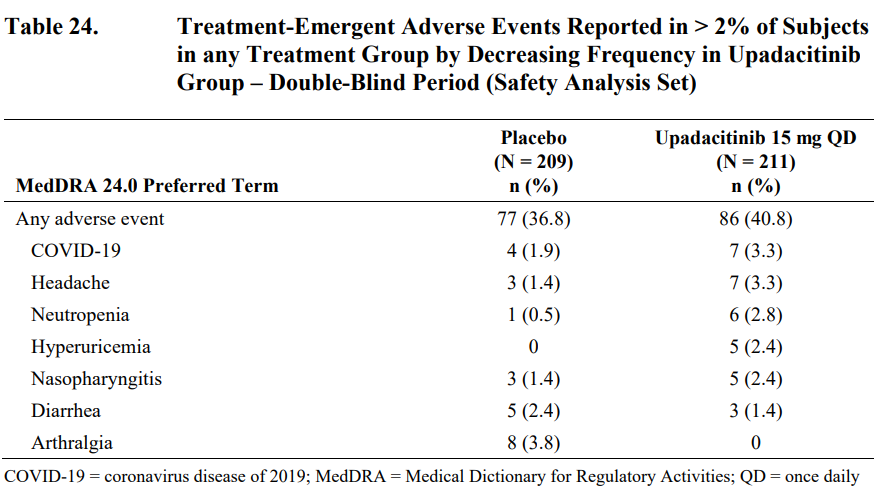 Table 24. Treatment-Emergent Adverse Events Reported in > 2% of Subjects
in any Treatment Group by Decreasing Frequency in Upadacitinib
Group – Double-Blind Period (Safety Analysis Set)
Placebo Upadacitinib 15 mg QD
(N = 209) (N = 211)
MedDRA 24.0 Preferred Term n (%) n (%)
Any adverse event 77 (36.8) 86 (40.8)
COVID-19 4 (1.9) 7 (3.3)
Headache 3 (1.4) 7 (3.3)
Neutropenia 1 (0.5) 6 (2.8)
Hyperuricemia 0 5 (2.4)
Nasopharyngitis 3 (1.4) 5 (2.4)
Diarrhea 5 (2.4) 3 (1.4)
Arthralgia 8 (3.8) 0
COVID-19 = coronavirus disease of 2019; MedDRA = Medical Dictionary for Regulatory Activities; QD = once daily